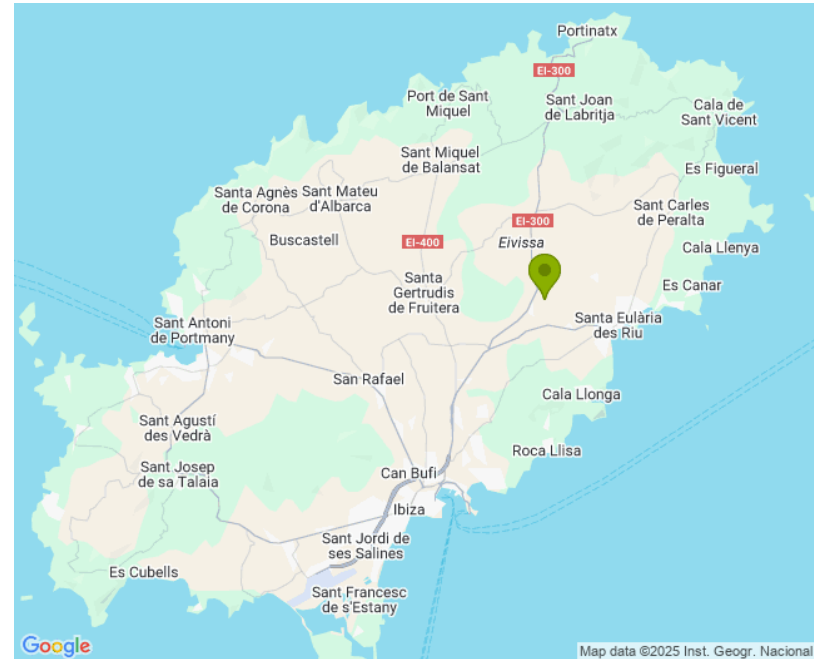 Portinatx
EI-300
Port de Sant
Miquel
Sant Joan
de Labritja
Cala de
Sant Vicent
Sant Miquel
de Balansat
Es Figueral
Santa Agnès
de Corona
Sant Mateu
d'Albarca
Sant Carles
de Peralta
EI-300
Buscastell
EI-400
Eivissa
Cala Llenya
Santa
Gertrudis
de Fruitera
Es Canar
Sant Antoni
de Portmany
Santa Eulària
des Riu
San Rafael
Cala Llonga
Sant Agustí
des Vedrà
Roca Llisa
Sant Josep
de sa Talaia
Can Bufi
Ibiza
Sant Jordi de
ses Salines
Es Cubells
Sant Francesc
de s'Estany
Google
Map data ©2025 Inst. Geogr. Nacional